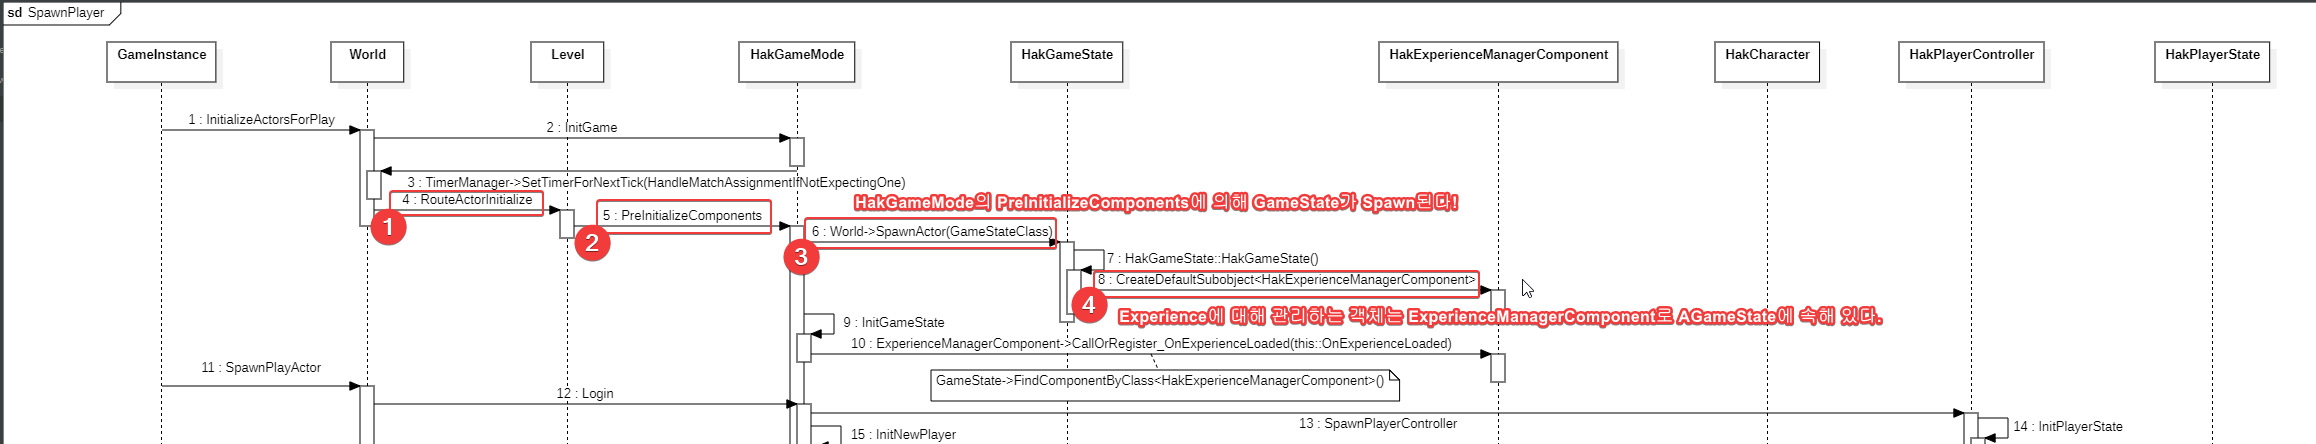 sd SpawnPlayer
GameInstance
World
Level
HakGameMode
HakGameState
HakExperienceManagerComponent
HakCharacter
HakPlayerController
HakPlayerState
1 : InitializeActorsForPlay
2 : InitGame
3 : TimerManager->SetTimerForNextTick(HandleMatchAssignmentIfNotExpectingOne)
4 : RouteActorInitialize
HakGameMode의 PreInitializeComponents에 의해 GameState가 Spawn된다!
5 : PreInitializeComponents
1
6 : World->SpawnActor(GameStateClass)
2
3
7 : HakGameState::HakGameState()
8 : CreateDefaultSubobject<HakExperienceManagerComponent>
4
Experience에 대해 관리하는 객체는 ExperienceManagerComponent로 AGameState에 속해 있다.
9 : InitGameState
10 : ExperienceManagerComponent->CallOrRegister_OnExperienceLoaded(this::OnExperienceLoaded)
11 : SpawnPlayActor
GameState->FindComponentByClass<HakExperienceManagerComponent>()
12 : Login
13 : SpawnPlayerController
14 : InitPlayerState
15 : InitNewPlayer